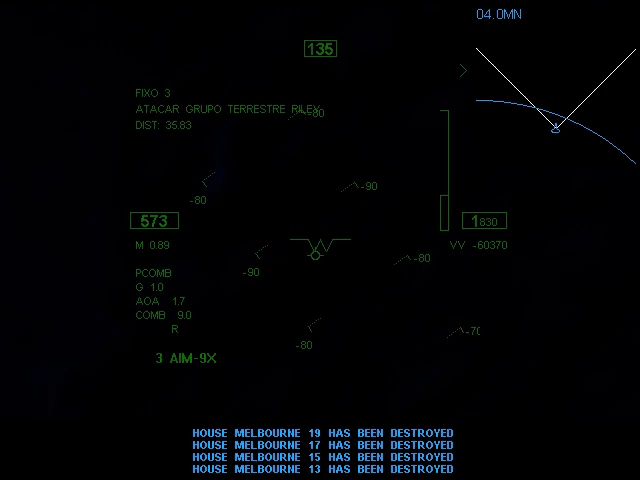 04.0MN
135
FIXO 3
ATACAR GRUPO TERRESTRE RILEY
-80
DIST: 35.83
-80
-90
573
1830
M 0.89
VV -60370
-90
-80
PCOMB
G 1.0
AOA 1.7
COMB 9.0
R
-80
-70
3 AIM-9X
HOUSE MELBOURNE 19 HAS BEEN DESTROYED
HOUSE MELBOURNE 17 HAS BEEN DESTROYED
HOUSE MELBOURNE 15 HAS BEEN DESTROYED
HOUSE MELBOURNE 13 HAS BEEN DESTROYED